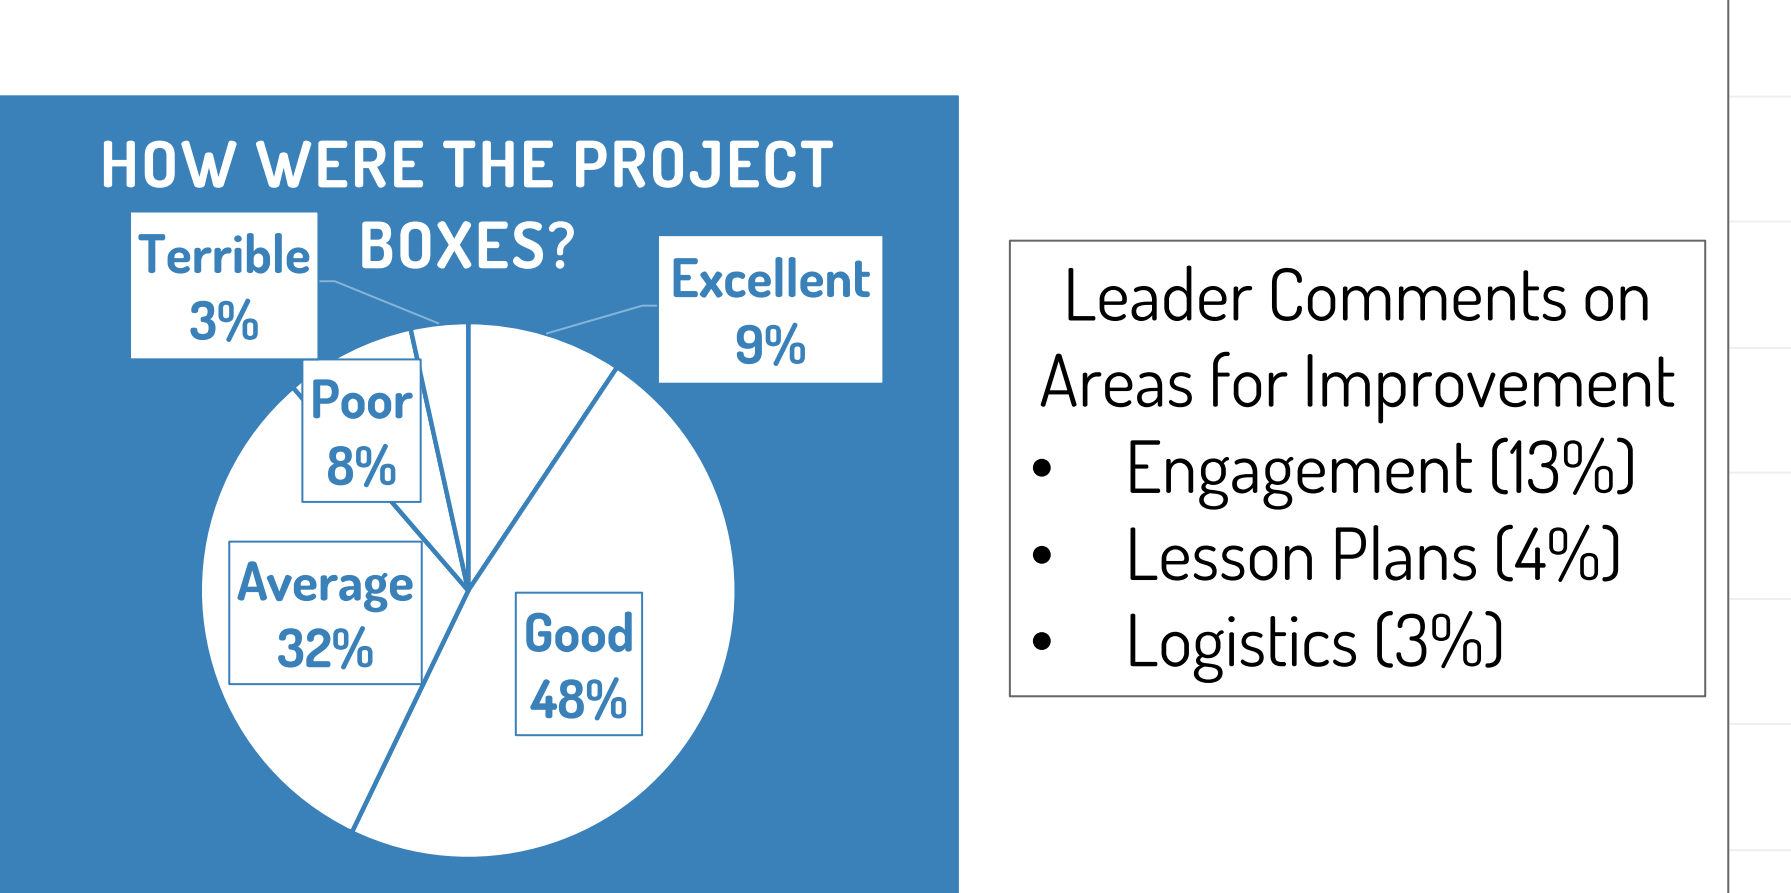 HOW WERE THE PROJECT
BOXES?
Terrible
3%
Excellent
9%
Poor
8%
Average
32%
Good
48%
Leader Comments on
Areas for Improvement
• Engagement (13%)
• Lesson Plans (4%)
• Logistics (3%)